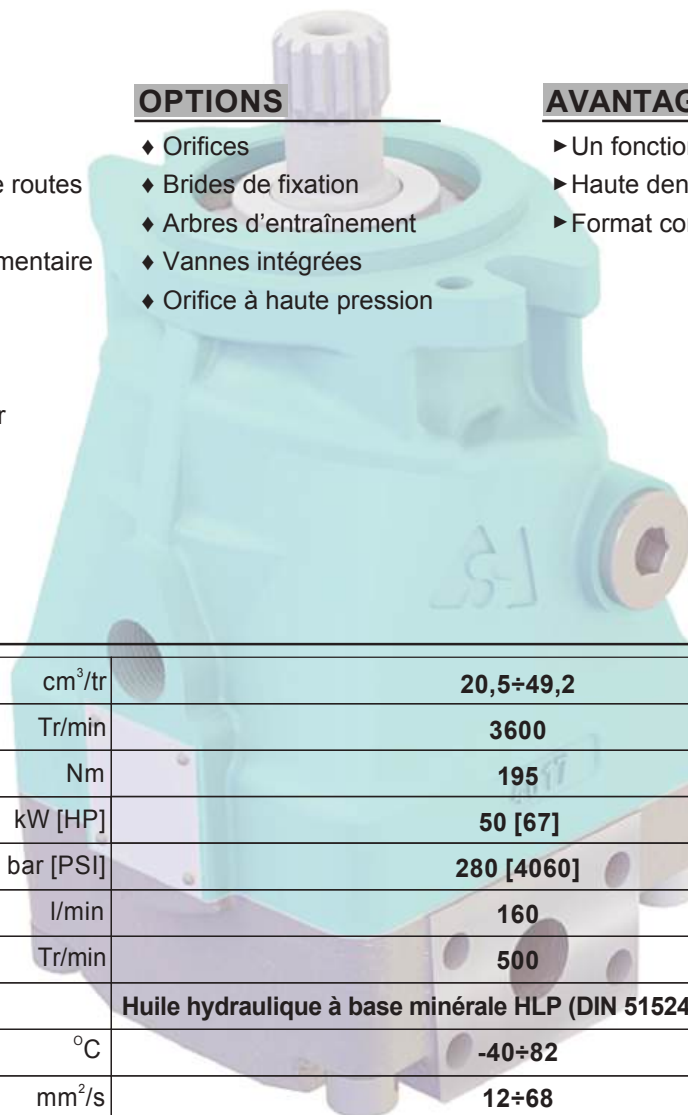 OPTIONS
♦ Orifices
♦ Brides de fixation
♦ Arbres d’entraînement
♦ Vannes intégrées
♦ Orifice à haute pression
AVANTAG
► Un fonction
► Haute den
► Format co
e routes
mentaire
r
cm³/tr 20,5÷49,2
Tr/min 3600
Nm 195
kW [HP] 50 [67]
bar [PSI] 280 [4060]
l/min 160
Tr/min 500
Huile hydraulique à base minérale HLP (DIN 51524
°C -40÷82
mm²/s 12÷68